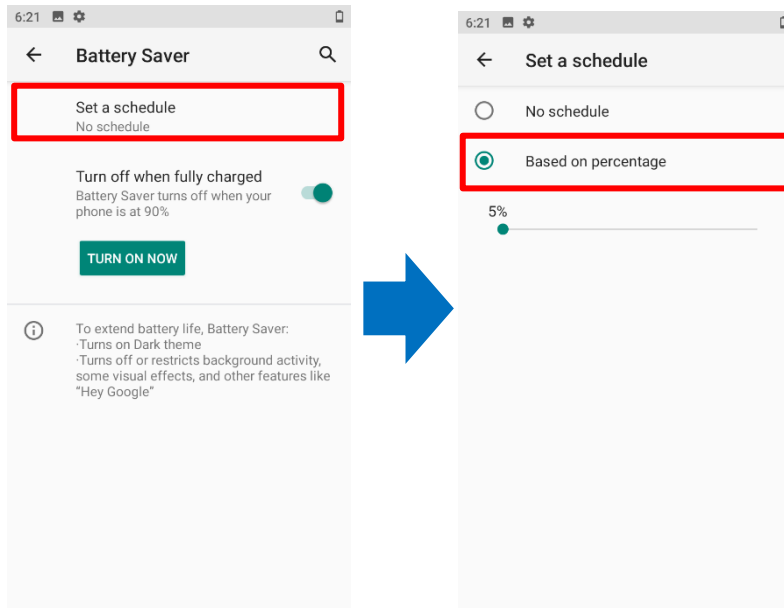 6:21
Battery Saver
Set a schedule
No schedule
Turn off when fully charged
Battery Saver turns off when your
phone is at 90%
TURN ON NOW
To extend battery life, Battery Saver:
·Turns on Dark theme
·Turns off or restricts background activity,
some visual effects, and other features like
“Hey Google”
6:21
Set a schedule
No schedule
Based on percentage
5%